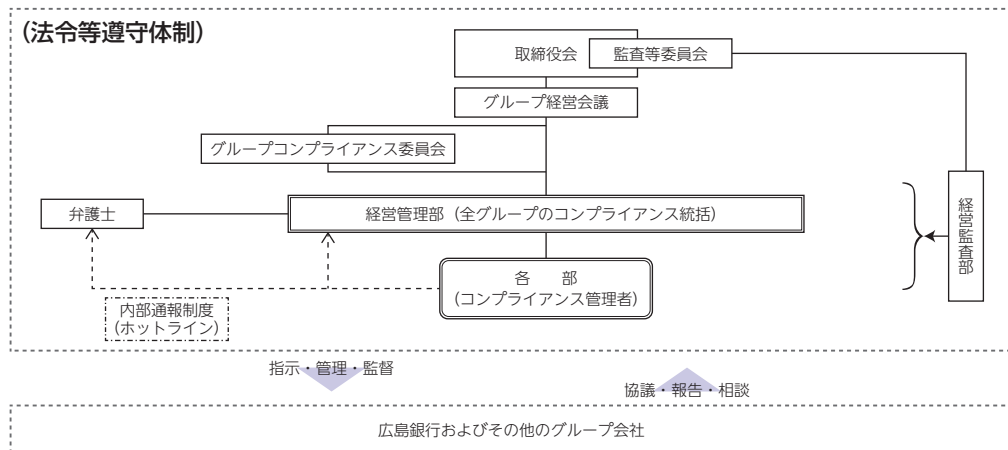 (法令等遵守体制)
取締役会
監査等委員会
グループ経営会議
グループコンプライアンス委員会
弁護士
経営管理部(全グループのコンプライアンス統括)
経営監査部
各　　部
(コンプライアンス管理者)
内部通報制度
(ホットライン)
指示・管理・監督
協議・報告・相談
広島銀行およびその他のグループ会社